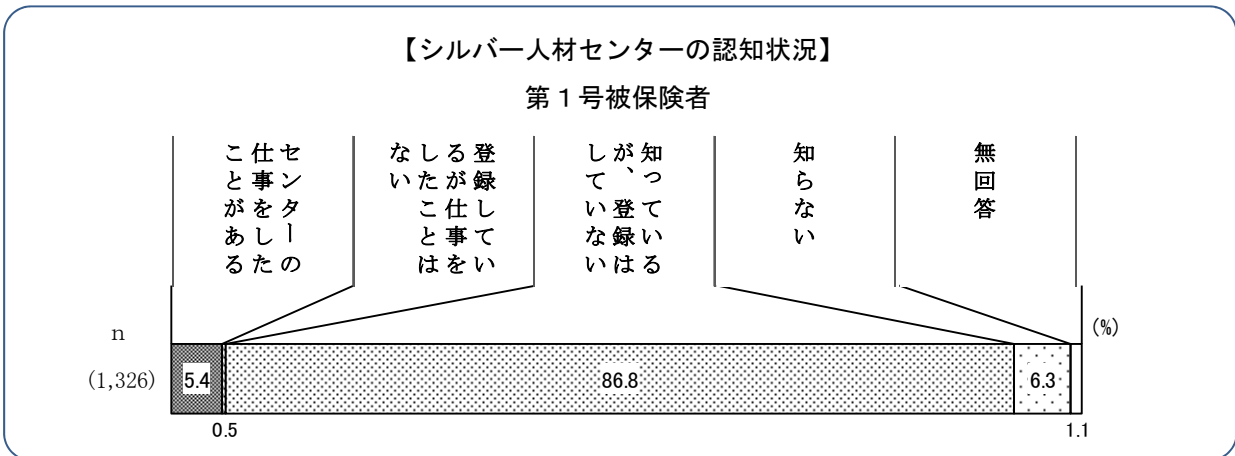 【シルバー人材センターの認知状況】
第1号被保険者
センターの
仕事をした
ことがある
登録してい
るが仕事を
したことは
ない
知っている
が、登録は
していない
知らない
無回答
(%)
n
(1,326)
5.4
86.8
6.3
0.5
1.1